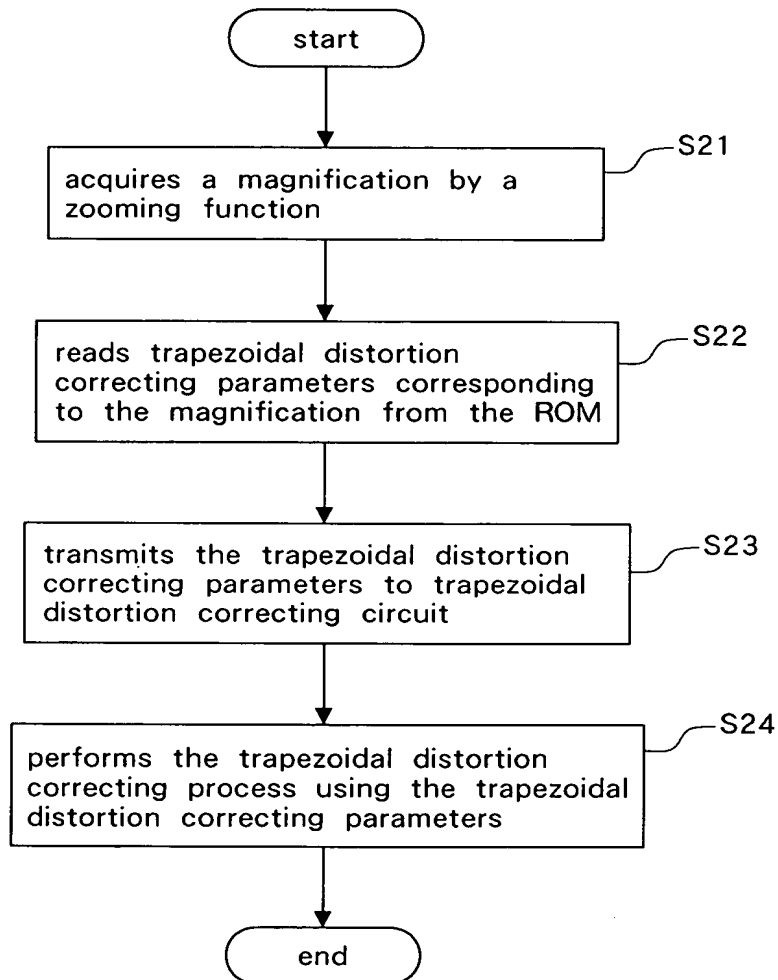 start
S21
acquires a magnification by a
zooming function
S22
reads trapezoidal distortion
correcting parameters corresponding
to the magnification from the ROM
S23
transmits the trapezoidal distortion
correcting parameters to trapezoidal
distortion correcting circuit
S24
performs the trapezoidal distortion
correcting process using the trapezoidal
distortion correcting parameters
end